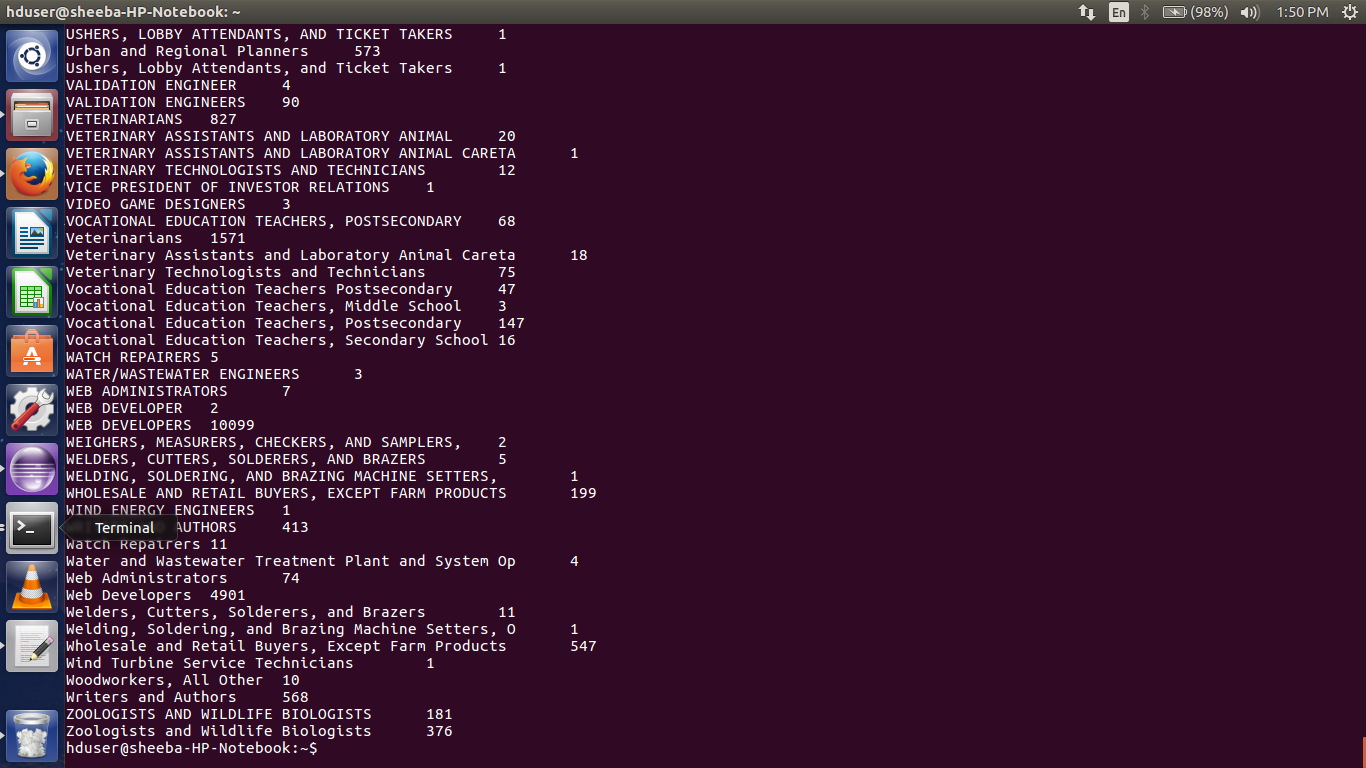 hduser@sheeba-HP-Notebook: ~ En (98%) 1:50 PM
USHERS, LOBBY ATTENDANTS, AND TICKET TAKERS 1
Urban and Regional Planners 573
Ushers, Lobby Attendants, and Ticket Takers 1
VALIDATION ENGINEER 4
VALIDATION ENGINEERS 90
VETERINARIANS 827
VETERINARY ASSISTANTS AND LABORATORY ANIMAL 20
VETERINARY ASSISTANTS AND LABORATORY ANIMAL CARETA 1
VETERINARY TECHNOLOGISTS AND TECHNICIANS 12
VICE PRESIDENT OF INVESTOR RELATIONS 1
VIDEO GAME DESIGNERS 3
VOCATIONAL EDUCATION TEACHERS, POSTSECONDARY 68
Veterinarians 1571
Veterinary Assistants and Laboratory Animal Careta 18
Veterinary Technologists and Technicians 75
Vocational Education Teachers Postsecondary 47
Vocational Education Teachers, Middle School 3
Vocational Education Teachers, Postsecondary 147
Vocational Education Teachers, Secondary School 16
WATCH REPAIRERS 5
WATER/WASTEWATER ENGINEERS 3
WEB ADMINISTRATORS 7
WEB DEVELOPER 2
WEB DEVELOPERS 10099
WEIGHERS, MEASURERS, CHECKERS, AND SAMPLERS, 2
WELDERS, CUTTERS, SOLDERERS, AND BRAZERS 5
WELDING, SOLDERING, AND BRAZING MACHINE SETTERS, 1
WHOLESALE AND RETAIL BUYERS, EXCEPT FARM PRODUCTS 199
WIND ENERGY ENGINEERS 1
Terminal AUTHORS 413
Watch Repairers 11
Water and Wastewater Treatment Plant and System Op 4
Web Administrators 74
Web Developers 4901
Welders, Cutters, Solderers, and Brazers 11
Welding, Soldering, and Brazing Machine Setters, O 1
Wholesale and Retail Buyers, Except Farm Products 547
Wind Turbine Service Technicians 1
Woodworkers, All Other 10
Writers and Authors 568
ZOOLOGISTS AND WILDLIFE BIOLOGISTS 181
Zoologists and Wildlife Biologists 376
hduser@sheeba-HP-Notebook:~$